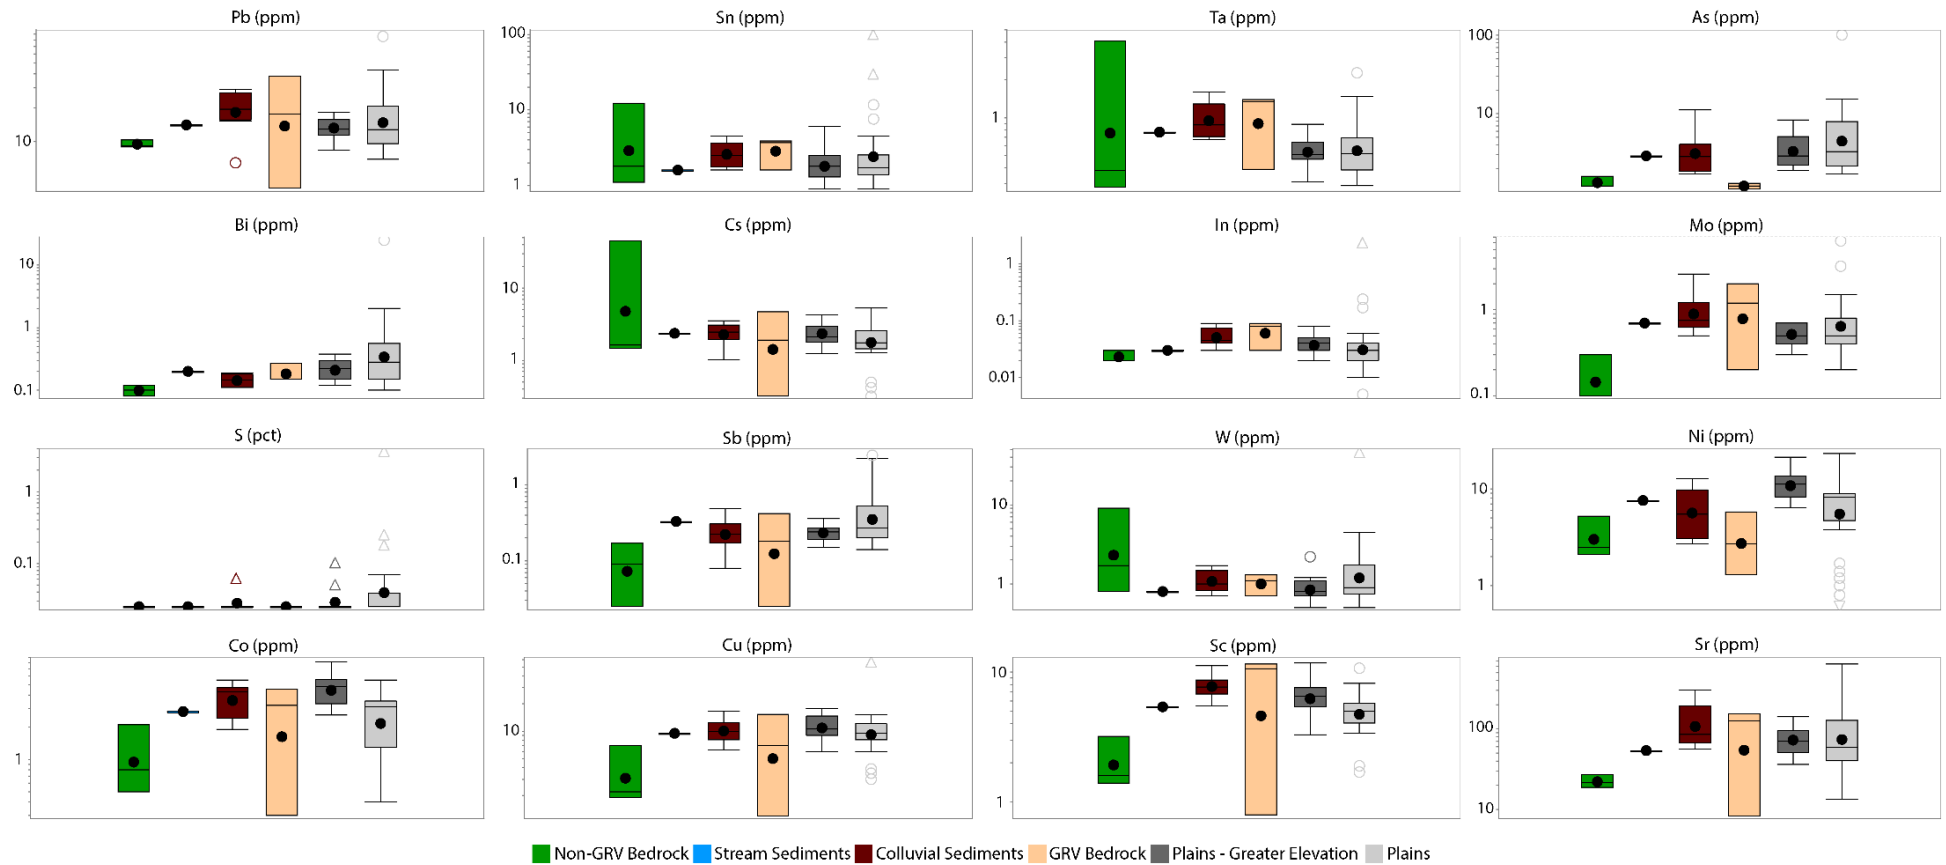 Pb (ppm)
Sn (ppm)
Ta (ppm)
As (ppm)
10
100
10
1
1
100
10
Bi (ppm)
Cs (ppm)
In (ppm)
Mo (ppm)
10
1
0.1
10
1
1
0.1
0.01
1
0.1
S (pct)
Sb (ppm)
W (ppm)
Ni (ppm)
1
0.1
1
0.1
10
1
10
1
Co (ppm)
Cu (ppm)
Sc (ppm)
Sr (ppm)
1
10
10
1
100
10
Non-GRV Bedrock Stream Sediments Colluvial Sediments GRV Bedrock Plains - Greater Elevation Plains